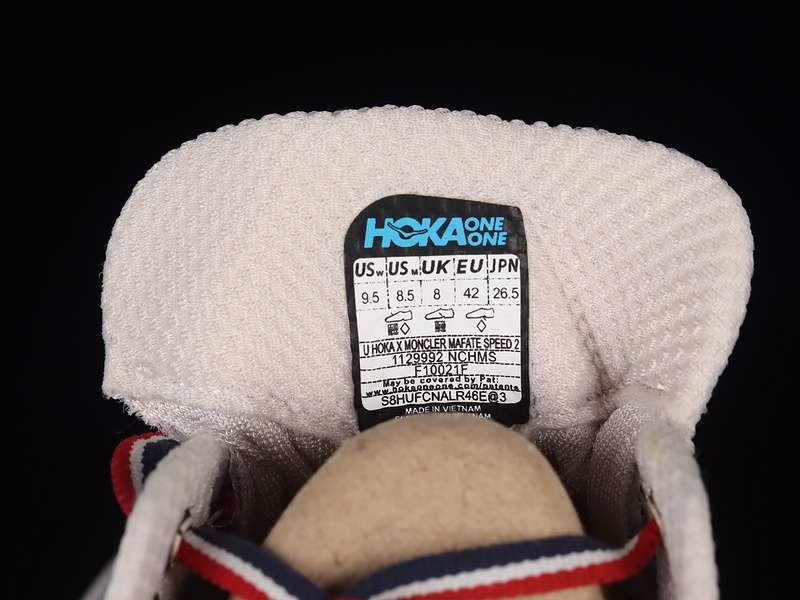 HOKA ONE ONE
USw US M UK EU JPN
9.5 8.5 8 42 26.5
U HOKA X MONCLER MAFATE SPEED 2
1129992 NCHMS
F10021F
May be covered by Pat:
www.hokaoneone.com/patents
S8HUFCNALR46E@3
MADE IN VIETNAM